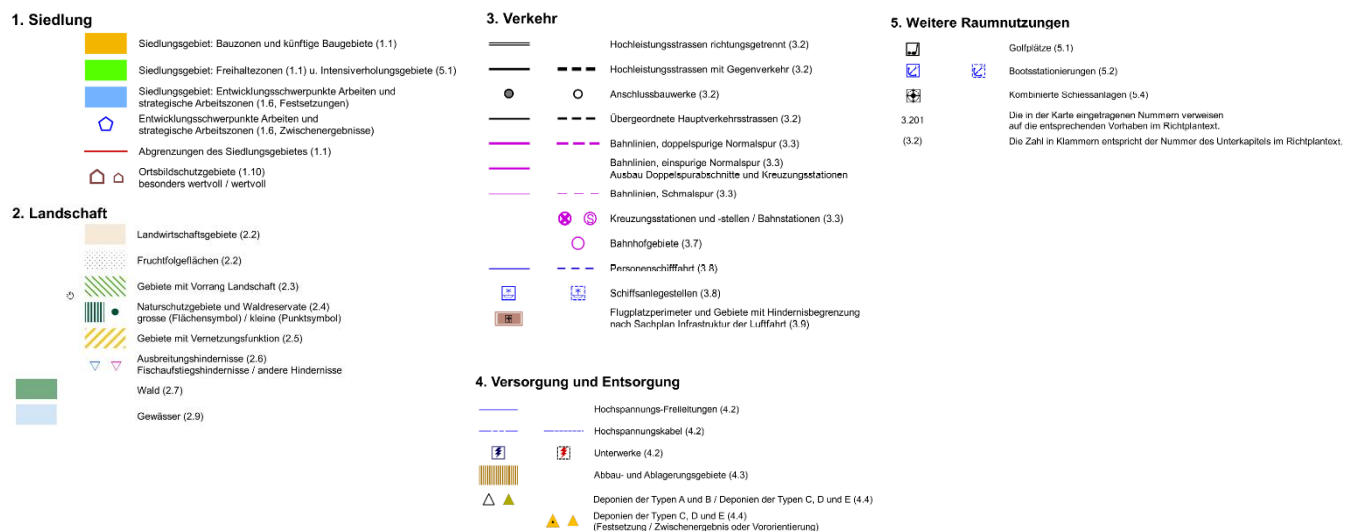 1. Siedlung
Siedlungsgebiet: Bauzonen und künftige Baugebiete (1.1)
Siedlungsgebiet: Freihaltezonen (1.1) u. Intensiverholungsgebiete (5.1)
Siedlungsgebiet: Entwicklungsschwerpunkte Arbeiten und
strategische Arbeitszonen (1.6, Festsetzungen)
Entwicklungsschwerpunkte Arbeiten und
strategische Arbeitszonen (1.6, Zwischenergebnisse)
Abgrenzungen des Siedlungsgebietes (1.1)
Ortsbildschutzgebiete (1.10)
besonders wertvoll / wertvoll
2. Landschaft
Landwirtschaftsgebiete (2.2)
Fruchtfolgeflächen (2.2)
Gebiete mit Vorrang Landschaft (2.3)
Naturschutzgebiete und Waldreservate (2.4)
grosse (Flächensymbol) / kleine (Punktsymbol)
Gebiete mit Vernetzungsfunktion (2.5)
Ausbreitungshindernisse (2.6)
Fischaufstiegshindernisse / andere Hindernisse
Wald (2.7)
Gewässer (2.9)
3. Verkehr
Hochleistungsstrassen richtungsgetrennt (3.2)
Hochleistungsstrassen mit Gegenverkehr (3.2)
Anschlussbauwerke (3.2)
Übergeordnete Hauptverkehrsstrassen (3.2)
Bahnlinien, doppelspurige Normalspur (3.3)
Bahnlinien, einspurige Normalspur (3.3)
Ausbau Doppelspurabschnitte und Kreuzungsstationen
Bahnlinien, Schmalspur (3.3)
S
Kreuzungsstationen und -stellen / Bahnstationen (3.3)
Bahnhofgebiete (3.7)
Personenschifffahrt (3.8)
Schiffsanlegestellen (3.8)
Flugplatzperimeter und Gebiete mit Hindernisbegrenzung
nach Sachplan Infrastruktur der Luftfahrt (3.9)
4. Versorgung und Entsorgung
Hochspannungs-Freileitungen (4.2)
Hochspannungskabel (4.2)
Unterwerke (4.2)
Abbau- und Ablagerungsgebiete (4.3)
Deponien der Typen A und B / Deponien der Typen C, D und E (4.4)
Deponien der Typen C, D und E (4.4)
(Festsetzung / Zwischenergebnis oder Vororientierung)
5. Weitere Raumnutzungen
Golfplätze (5.1)
Bootsstationierungen (5.2)
Kombinierte Schiessanlagen (5.4)
3.201
Die in der Karte eingetragenen Nummern verweisen
auf die entsprechenden Vorhaben im Richtplantext.
(3.2)
Die Zahl in Klammern entspricht der Nummer des Unterkapitels im Richtplantext.